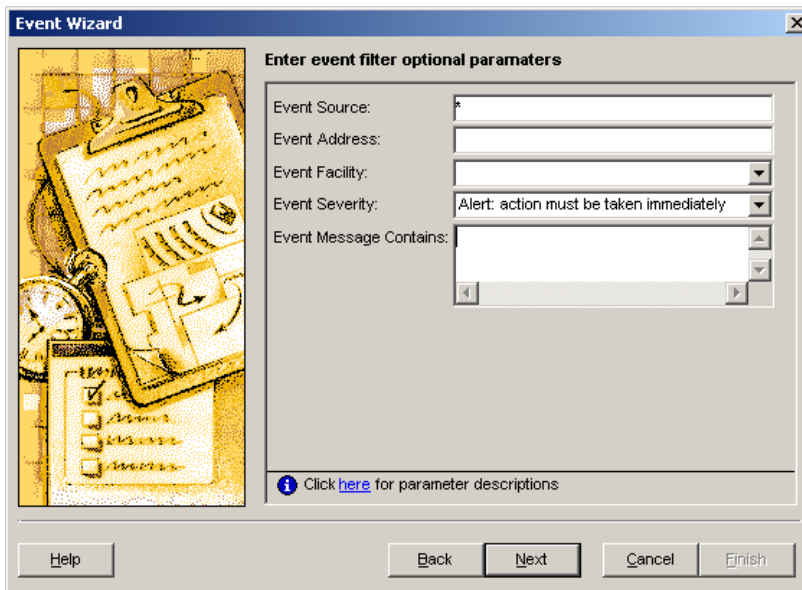 Event Wizard
Enter event filter optional paramaters
Event Source: *
Event Address:
Event Facility:
Event Severity: Alert: action must be taken immediately
Event Message Contains:
Click here for parameter descriptions
Help Back Next Cancel Finish